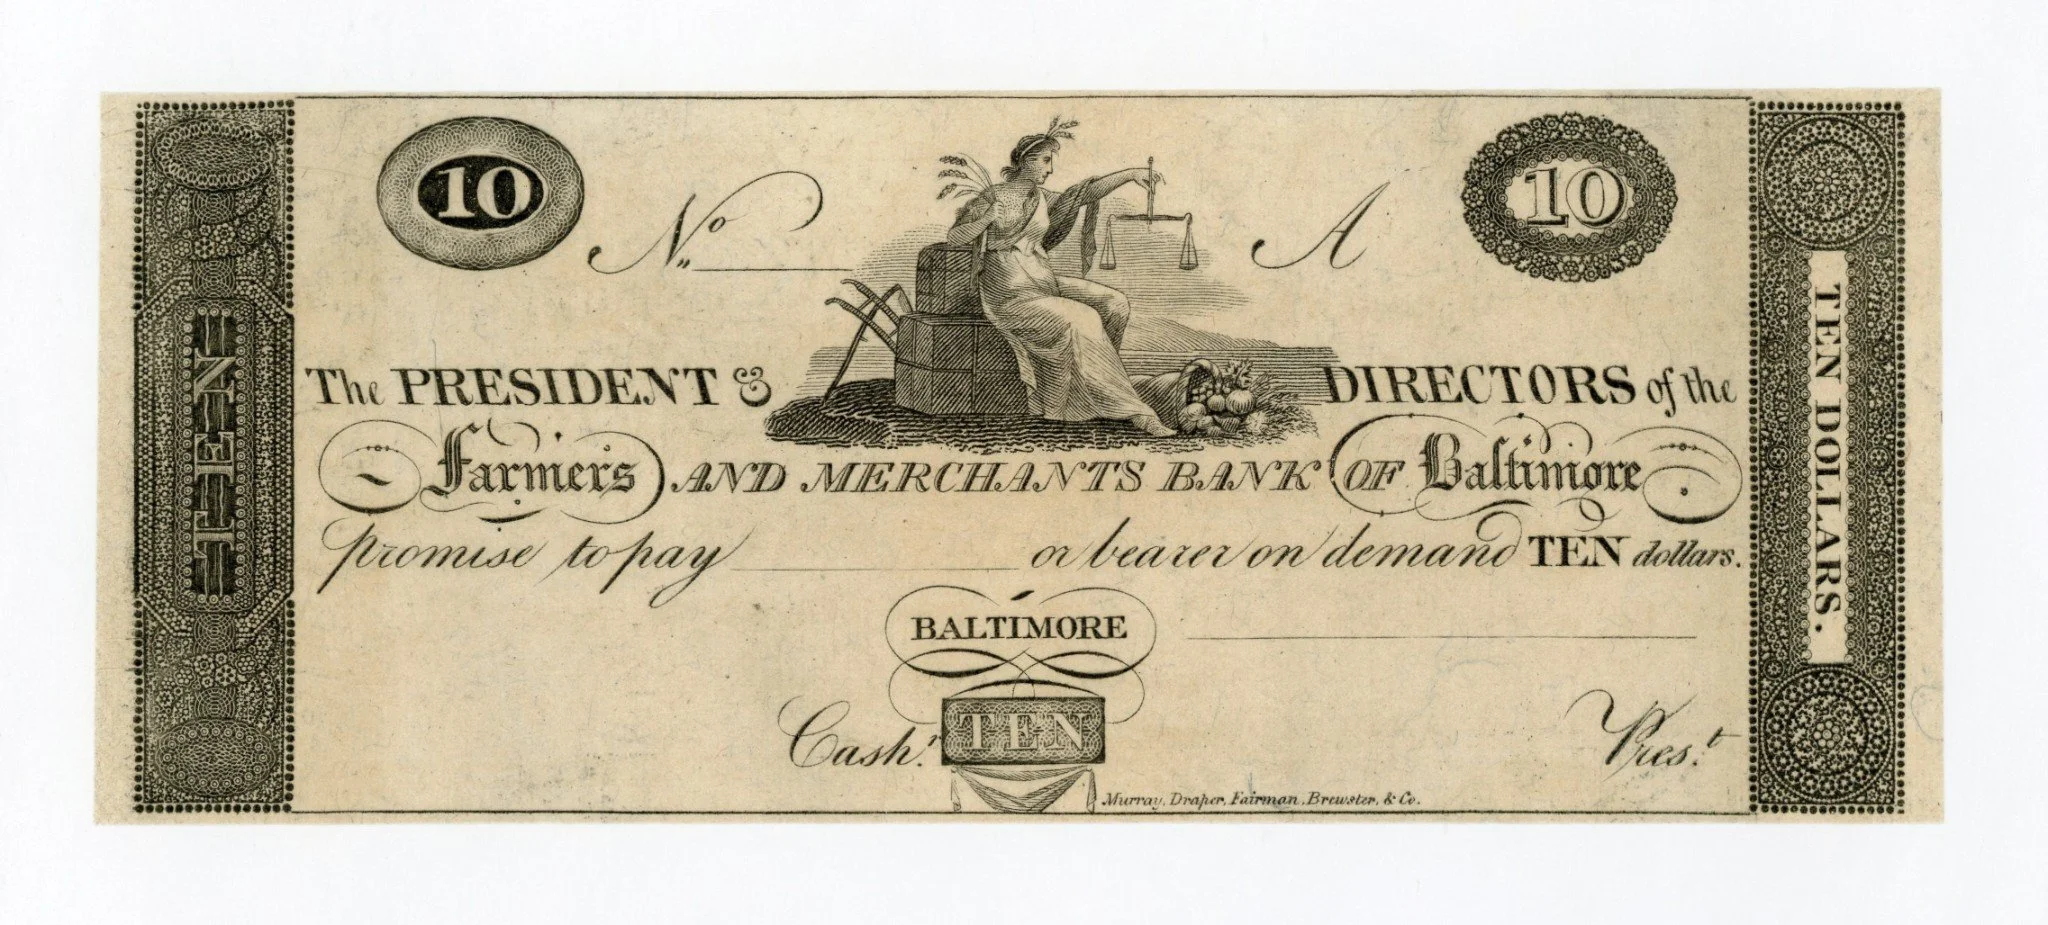 10
No.
A
10
The PRESIDENT & DIRECTORS of the
Farmers AND MERCHANTS BANK OF Baltimore
promise to pay or bearer on demand TEN dollars.
BALTIMORE
Cash.r
TEN
Pres.t
Murray, Draper, Fairman, Brewster, & Co.
TEN
TEN DOLLARS.